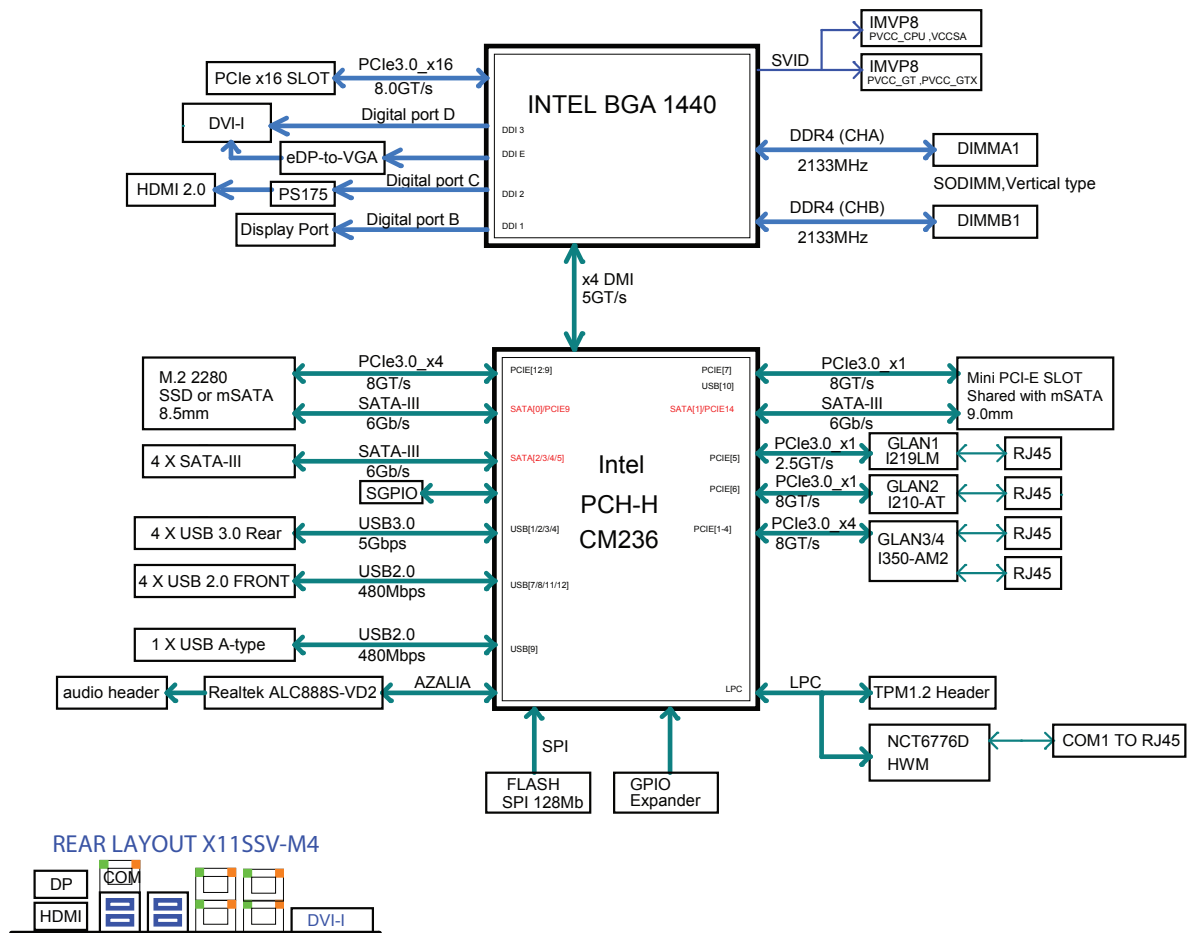 IMVP8
PVCC_CPU ,VCCSA
SVID
IMVP8
PVCC_GT ,PVCC_GTX
PCIe x16 SLOT
PCIe3.0_x16
8.0GT/s
INTEL BGA 1440
DVI-I
Digital port D
DDI 3
eDP-to-VGA
DDI E
HDMI 2.0
PS175
Digital port C
DDI 2
Display Port
Digital port B
DDI 1
DDR4 (CHA)
2133MHz
DIMMA1
SODIMM,Vertical type
DDR4 (CHB)
2133MHz
DIMMB1
x4 DMI
5GT/s
M.2 2280
SSD or mSATA
8.5mm
PCIe3.0_x4
8GT/s
SATA-III
6Gb/s
PCIE[12:9]
SATA[0]/PCIE9
4 X SATA-III
SATA-III
6Gb/s
SATA[2/3/4/5]
SGPIO
4 X USB 3.0 Rear
USB3.0
5Gbps
USB[1/2/3/4]
4 X USB 2.0 FRONT
USB2.0
480Mbps
USB[7/8/11/12]
1 X USB A-type
USB2.0
480Mbps
USB[9]
audio header
Realtek ALC888S-VD2
AZALIA
Intel
PCH-H
CM236
PCIE[7]
USB[10]
SATA[1]/PCIE14
PCIE[5]
PCIE[6]
PCIE[1-4]
LPC
PCIe3.0_x1
8GT/s
SATA-III
6Gb/s
Mini PCI-E SLOT
Shared with mSATA
9.0mm
PCIe3.0_x1
2.5GT/s
GLAN1
I219LM
RJ45
PCIe3.0_x1
8GT/s
GLAN2
I210-AT
RJ45
PCIe3.0_x4
8GT/s
GLAN3/4
I350-AM2
RJ45
RJ45
LPC
TPM1.2 Header
NCT6776D
HWM
COM1 TO RJ45
SPI
FLASH
SPI 128Mb
GPIO
Expander
REAR LAYOUT X11SSV-M4
DP
COM
HDMI
DVI-I